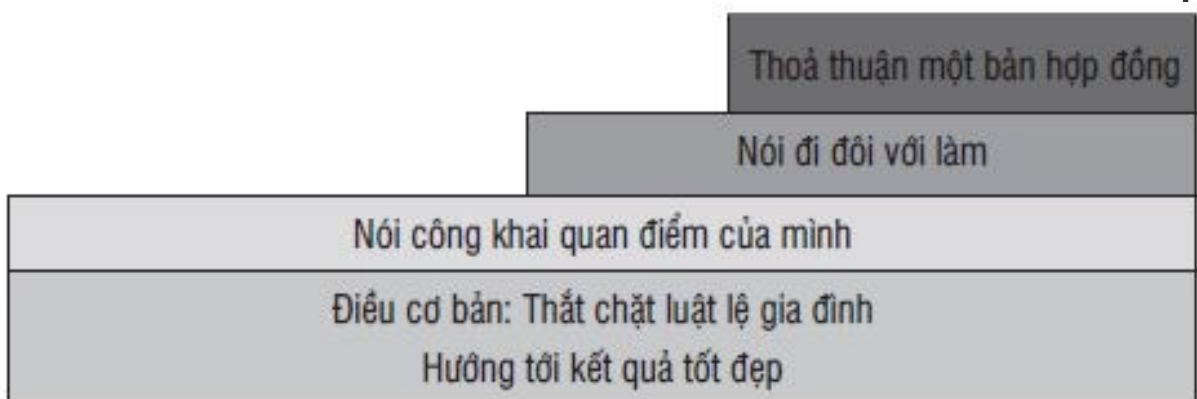 Thoả thuận một bản hợp đồng
Nói đi đôi với làm
Nói công khai quan điểm của mình
Điều cơ bản: Thắt chặt luật lệ gia đình
Hướng tới kết quả tốt đẹp